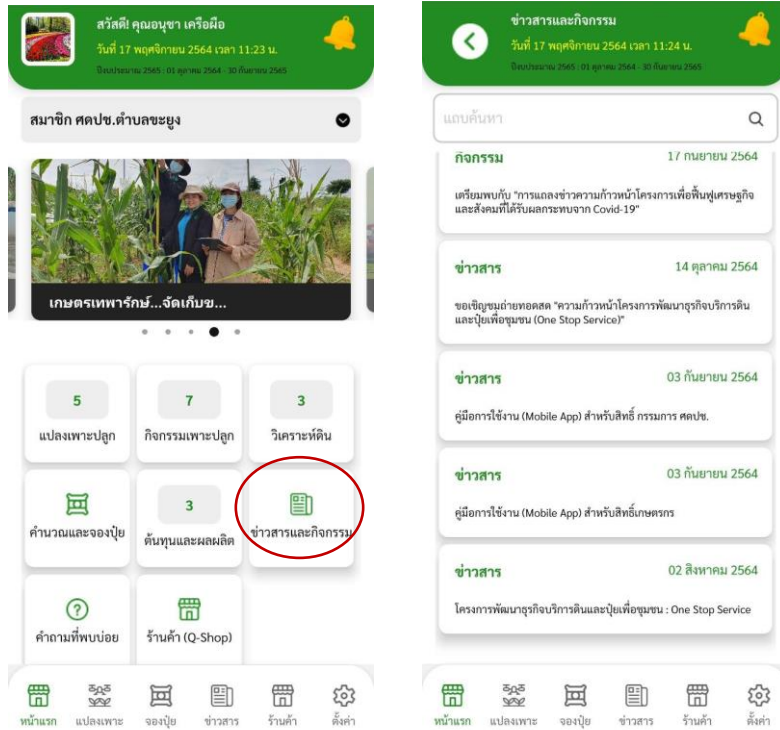 สวัสดี! คุณอนุชา เครือผือ
วันที่ 17 พฤศจิกายน 2564 เวลา 11:23 น.
ปีงบประมาณ 2565 : 01 ตุลาคม 2564 - 30 กันยายน 2565
สมาชิก ศดปช.ตำบลขะยูง
เกษตรเทพารักษ์...จัดเก็บข...
5
แปลงเพาะปลูก
7
กิจกรรมเพาะปลูก
3
วิเคราะห์ดิน
คำนวณและจองปุ๋ย
3
ต้นทุนและผลผลิต
ข่าวสารและกิจกรรม
คำถามที่พบบ่อย
ร้านค้า (Q-Shop)
หน้าแรก แปลงเพาะ จองปุ๋ย ข่าวสาร ร้านค้า ตั้งค่า
ข่าวสารและกิจกรรม
วันที่ 17 พฤศจิกายน 2564 เวลา 11:24 น.
ปีงบประมาณ 2565 : 01 ตุลาคม 2564 - 30 กันยายน 2565
แถบค้นหา
กิจกรรม 17 กันยายน 2564
เตรียมพบกับ "การแถลงข่าวความก้าวหน้าโครงการเพื่อฟื้นฟูเศรษฐกิจ
และสังคมที่ได้รับผลกระทบจาก Covid-19"
ข่าวสาร 14 ตุลาคม 2564
ขอเชิญชมถ่ายทอดสด "ความก้าวหน้าโครงการพัฒนาธุรกิจบริการดิน
และปุ๋ยเพื่อชุมชน (One Stop Service)"
ข่าวสาร 03 กันยายน 2564
คู่มือการใช้งาน (Mobile App) สำหรับสิทธิ์ กรรมการ ศดปช.
ข่าวสาร 03 กันยายน 2564
คู่มือการใช้งาน (Mobile App) สำหรับสิทธิ์เกษตรกร
ข่าวสาร 02 สิงหาคม 2564
โครงการพัฒนาธุรกิจบริการดินและปุ๋ยเพื่อชุมชน : One Stop Service
หน้าแรก แปลงเพาะ จองปุ๋ย ข่าวสาร ร้านค้า ตั้งค่า